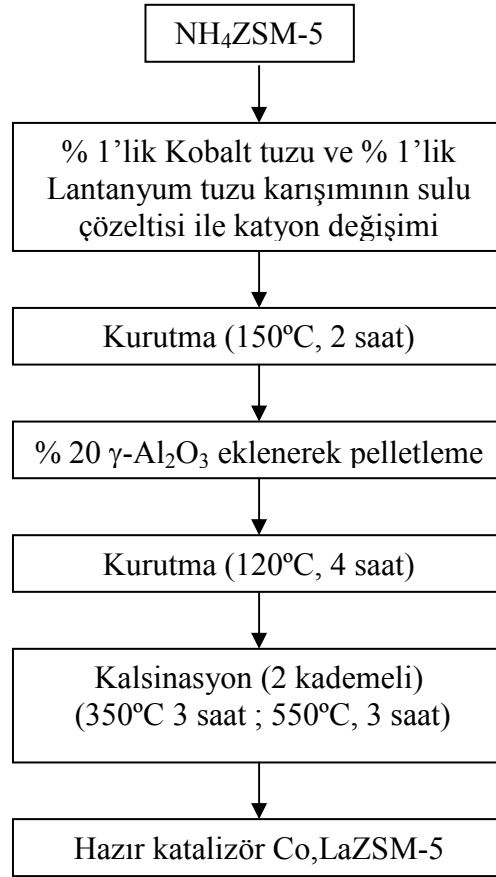 NH₄ZSM-5
% 1’lik Kobalt tuzu ve % 1’lik
Lantanyum tuzu karışımının sulu
çözeltisi ile katyon değişimi
Kurutma (150ºC, 2 saat)
% 20 γ-Al₂O₃ eklenerek pelletleme
Kurutma (120ºC, 4 saat)
Kalsinasyon (2 kademeli)
(350ºC 3 saat ; 550ºC, 3 saat)
Hazır katalizör Co,LaZSM-5